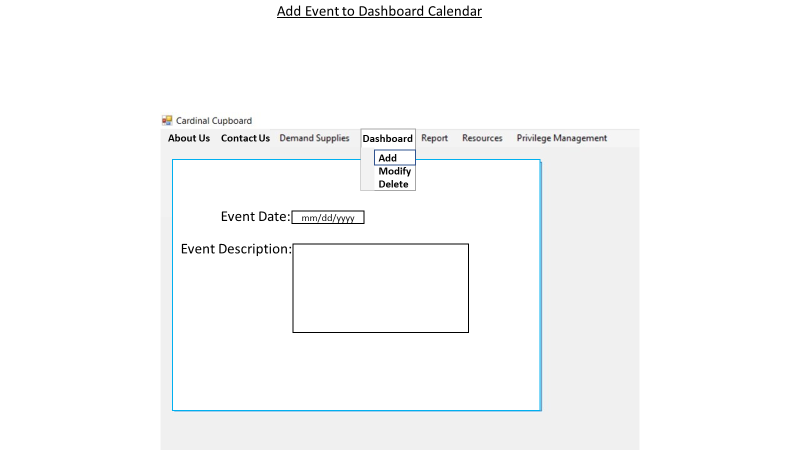 Add Event to Dashboard Calendar
Cardinal Cupboard
About Us Contact Us Demand Supplies Dashboard Report Resources Privilege Management
Add
Modify
Delete
Event Date: mm/dd/yyyy
Event Description: